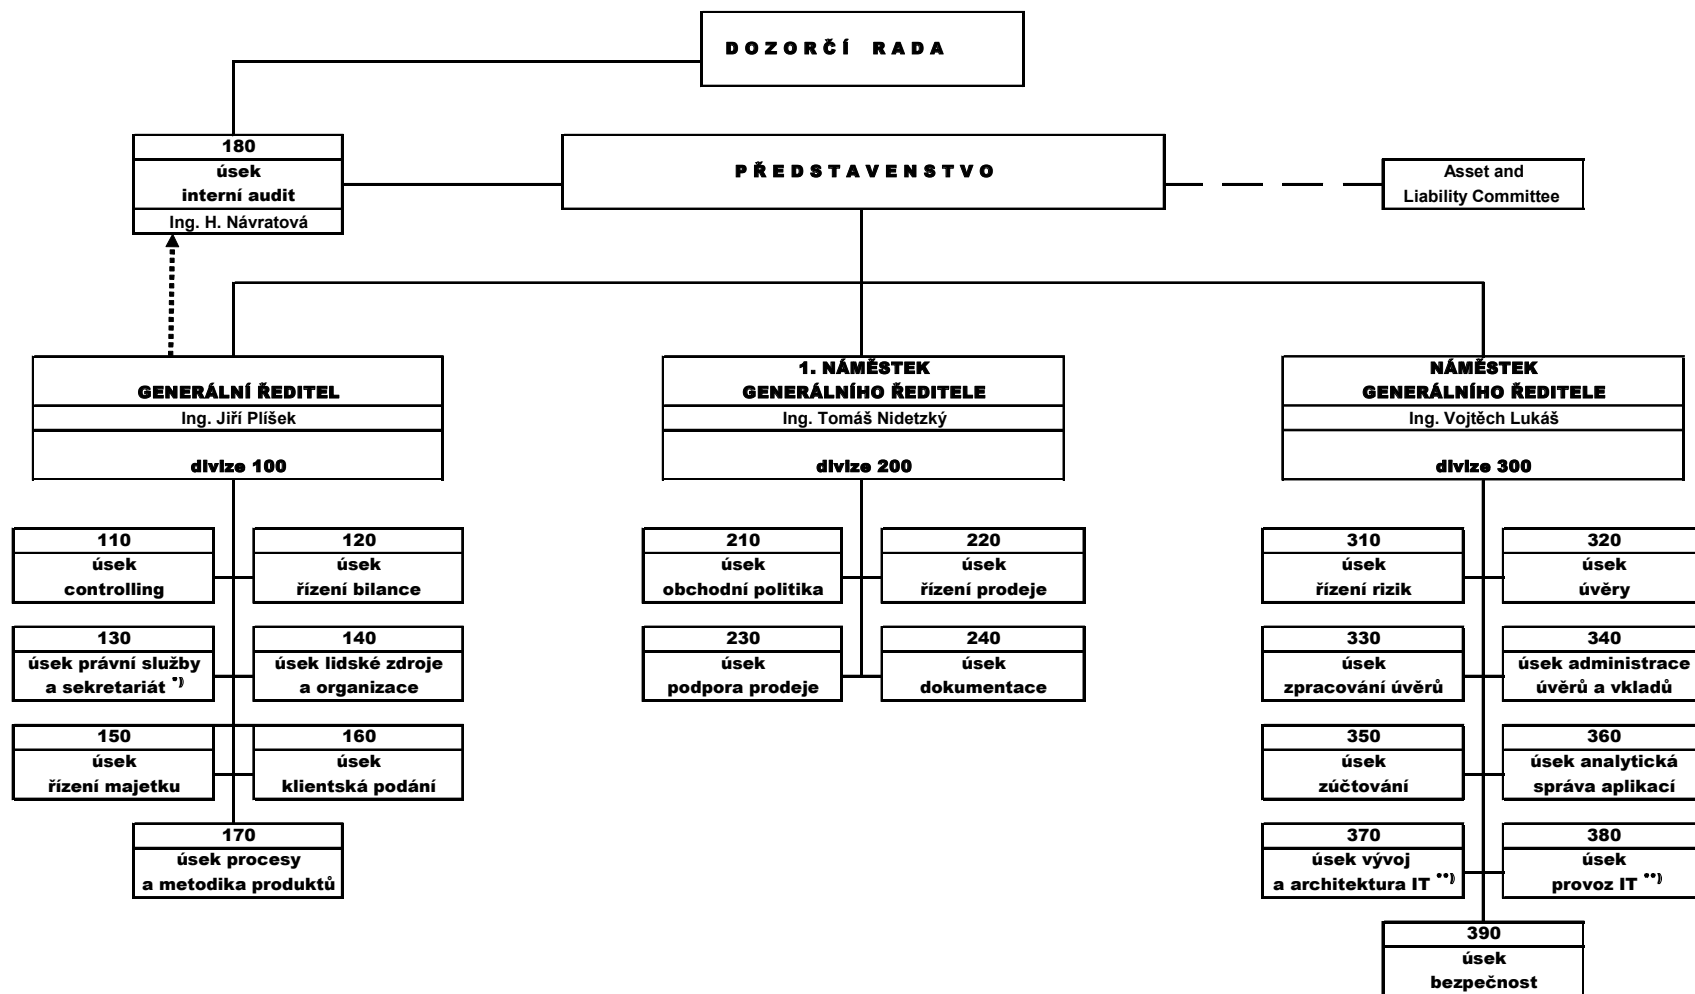 DOZORČÍ RADA
180
úsek
interní audit
Ing. H. Návratová
PŘEDSTAVENSTVO
Asset and
Liability Committee
GENERÁLNÍ ŘEDITEL
Ing. Jiří Plíšek
divize 100
1. NÁMĚSTEK
GENERÁLNÍHO ŘEDITELE
Ing. Tomáš Nidetzký
divize 200
NÁMĚSTEK
GENERÁLNÍHO ŘEDITELE
Ing. Vojtěch Lukáš
divize 300
110
úsek
controlling
120
úsek
řízení bilance
130
úsek právní služby
a sekretariát *)
140
úsek lidské zdroje
a organizace
150
úsek
řízení majetku
160
úsek
klientská podání
170
úsek procesy
a metodika produktů
210
úsek
obchodní politika
220
úsek
řízení prodeje
230
úsek
podpora prodeje
240
úsek
dokumentace
310
úsek
řízení rizik
320
úsek
úvěry
330
úsek
zpracování úvěrů
340
úsek administrace
úvěrů a vkladů
350
úsek
zúčtování
360
úsek analytická
správa aplikací
370
úsek vývoj
a architektura IT **)
380
úsek
provoz IT **)
390
úsek
bezpečnost